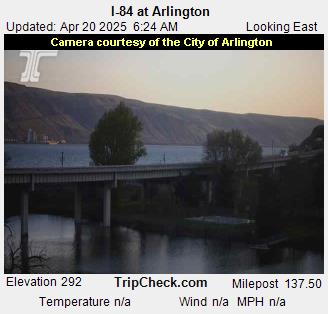 I-84 at Arlington
Updated: Apr 20 2025 6:24 AM Looking East
Camera courtesy of the City of Arlington
Elevation 292 TripCheck.com Milepost 137.50
Temperature n/a Wind n/a MPH n/a